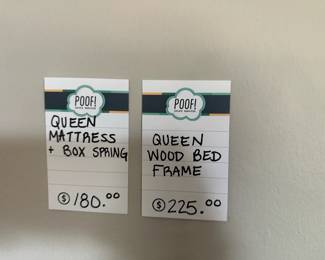 POOF!
QUEEN
MATTRESS
+ BOX SPRING
$ 180.00
POOF!
QUEEN
WOOD BED
FRAME
$ 225.00